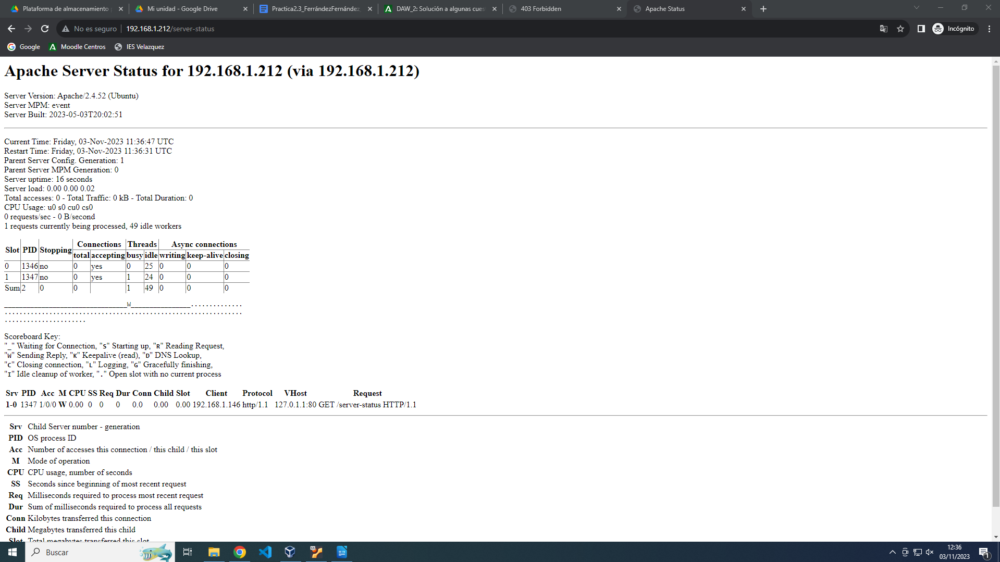 Plataforma de almacenamiento
Mi unidad - Google Drive
Practica2.3_FerrándezFernández_
DAW_2: Solución a algunas cues
403 Forbidden
Apache Status
No es seguro
192.168.1.212/server-status
Incógnito
Google
Moodle Centros
IES Velazquez
Apache Server Status for 192.168.1.212 (via 192.168.1.212)
Server Version: Apache/2.4.52 (Ubuntu)
Server MPM: event
Server Built: 2023-05-03T20:02:51
Current Time: Friday, 03-Nov-2023 11:36:47 UTC
Restart Time: Friday, 03-Nov-2023 11:36:31 UTC
Parent Server Config. Generation: 1
Parent Server MPM Generation: 0
Server uptime: 16 seconds
Server load: 0.00 0.00 0.02
Total accesses: 0 - Total Traffic: 0 kB - Total Duration: 0
CPU Usage: u0 s0 cu0 cs0
0 requests/sec - 0 B/second
1 requests currently being processed, 49 idle workers
Slot PID Stopping Connections Threads Async connections
total accepting busy idle writing keep-alive closing
0 1346 no 0 yes 0 25 0 0 0
1 1347 no 0 yes 1 24 0 0 0
Sum 2 0 0 1 49 0 0 0
_________________________________W________________..............
................................................................
......................
Scoreboard Key:
"_" Waiting for Connection, "S" Starting up, "R" Reading Request,
"W" Sending Reply, "K" Keepalive (read), "D" DNS Lookup,
"C" Closing connection, "L" Logging, "G" Gracefully finishing,
"I" Idle cleanup of worker, "." Open slot with no current process
Srv PID Acc M CPU SS Req Dur Conn Child Slot Client Protocol VHost Request
1-0 1347 1/0/0 W 0.00 0 0 0 0.0 0.00 0.00 192.168.1.146 http/1.1 127.0.1.1:80 GET /server-status HTTP/1.1
Srv Child Server number - generation
PID OS process ID
Acc Number of accesses this connection / this child / this slot
M Mode of operation
CPU CPU usage, number of seconds
SS Seconds since beginning of most recent request
Req Milliseconds required to process most recent request
Dur Sum of milliseconds required to process all requests
Conn Kilobytes transferred this connection
Child Megabytes transferred this child
Slot Total megabytes transferred this slot
Buscar
12:36
03/11/2023
1